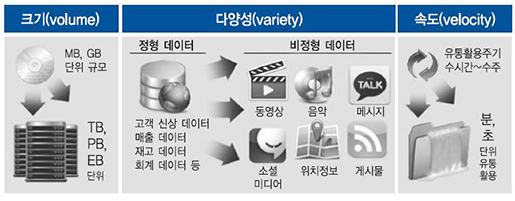 크기(volume)
MB, GB
단위 규모
TB,
PB,
EB
단위
다양성(variety)
정형 데이터
고객 신상 데이터
매출 데이터
재고 데이터
회계 데이터 등
비정형 데이터
동영상
음악
TALK
메시지
소셜
미디어
위치정보
게시물
속도(velocity)
유통활용주기
수시간~수주
분,
초
단위
유통
활용